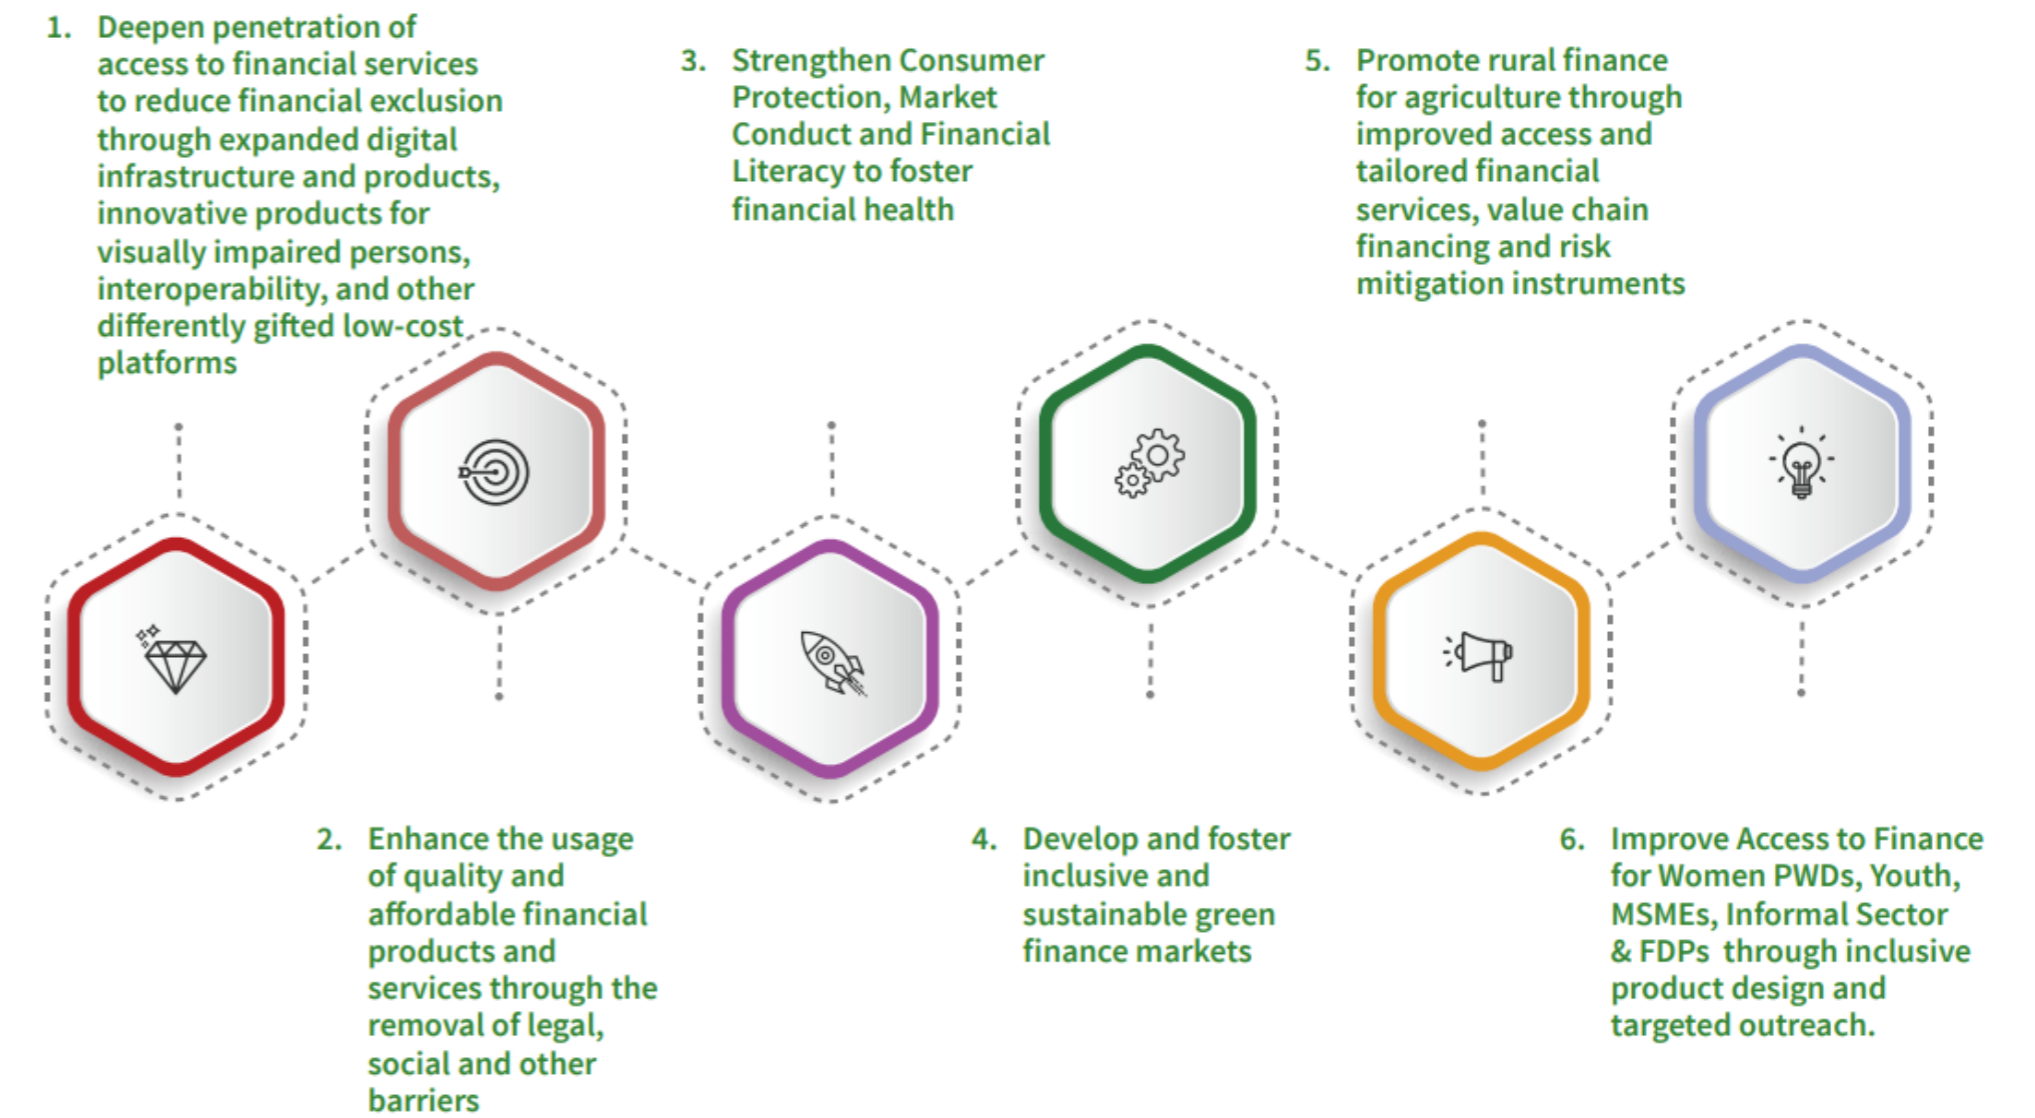 1. Deepen penetration of
access to financial services
to reduce financial exclusion
through expanded digital
infrastructure and products,
innovative products for
visually impaired persons,
interoperability, and other
differently gifted low-cost
platforms
2. Enhance the usage
of quality and
affordable financial
products and
services through the
removal of legal,
social and other
barriers
3. Strengthen Consumer
Protection, Market
Conduct and Financial
Literacy to foster
financial health
4. Develop and foster
inclusive and
sustainable green
finance markets
5. Promote rural finance
for agriculture through
improved access and
tailored financial
services, value chain
financing and risk
mitigation instruments
6. Improve Access to Finance
for Women PWDs, Youth,
MSMEs, Informal Sector
& FDPs through inclusive
product design and
targeted outreach.